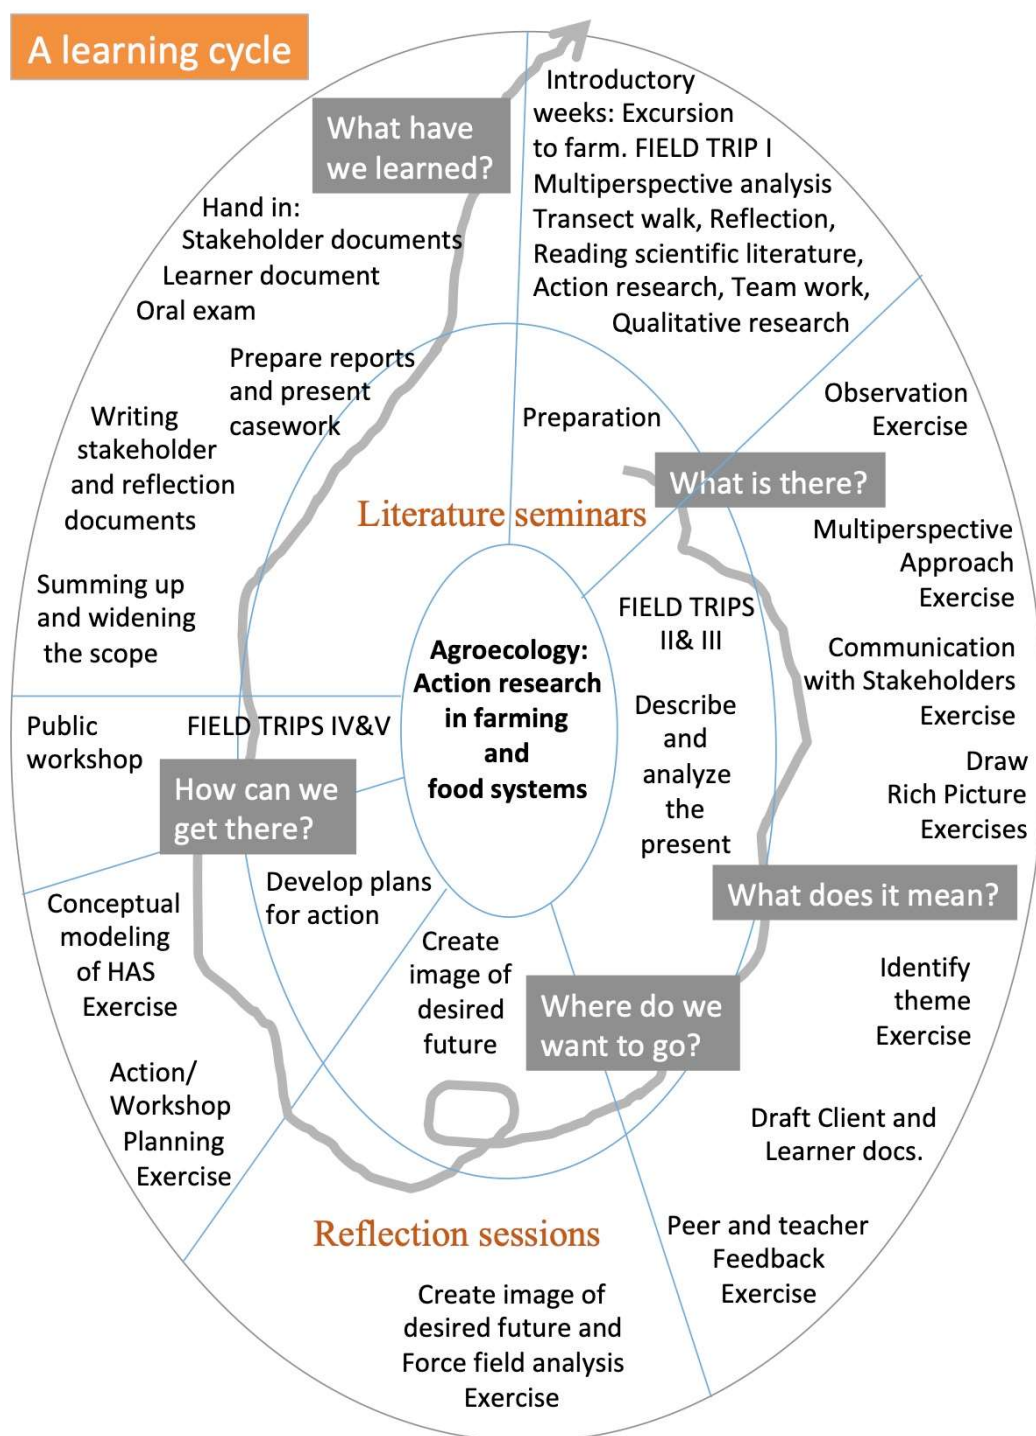 A learning cycle
What have
we learned?
Introductory
weeks: Excursion
to farm. FIELD TRIP I
Multiperspective analysis
Transect walk, Reflection,
Reading scientific literature,
Action research, Team work,
Qualitative research
Hand in:
Stakeholder documents
Learner document
Oral exam
Prepare reports
and present
casework
Preparation
Observation
Exercise
Writing
stakeholder
and reflection
documents
What is there?
Literature seminars
Multiperspective
Approach
Exercise
Summing up
and widening
the scope
FIELD TRIPS
II& III
Agroecology:
Action research
in farming
and
food systems
Communication
with Stakeholders
Exercise
Describe
and
analyze
the
present
Public
workshop
FIELD TRIPS IV&V
How can we
get there?
Draw
Rich Picture
Exercises
What does it mean?
Develop plans
for action
Conceptual
modeling
of HAS
Exercise
Create
image of
desired
future
Where do we
want to go?
Identify
theme
Exercise
Action/
Workshop
Planning
Exercise
Draft Client and
Learner docs.
Reflection sessions
Peer and teacher
Feedback
Exercise
Create image of
desired future and
Force field analysis
Exercise